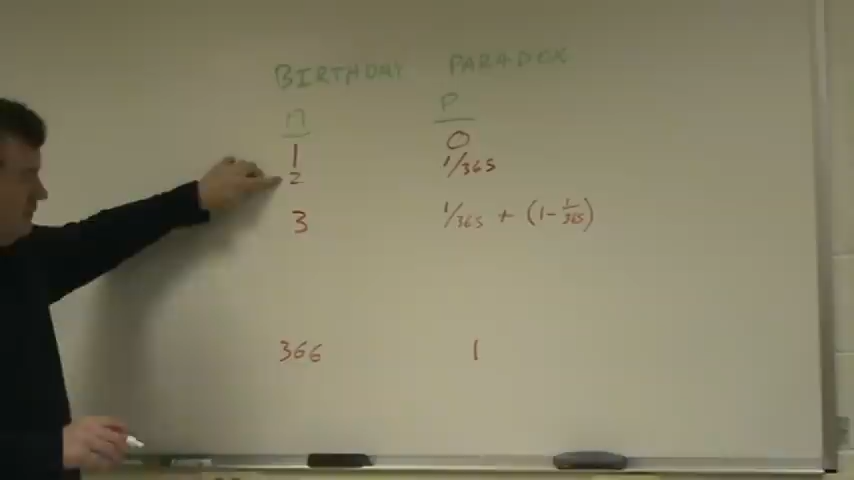 BIRTHDAY PARADOX
n P
1 0
2 1/365
3 1/365 + (1 - 1/365)
366 1